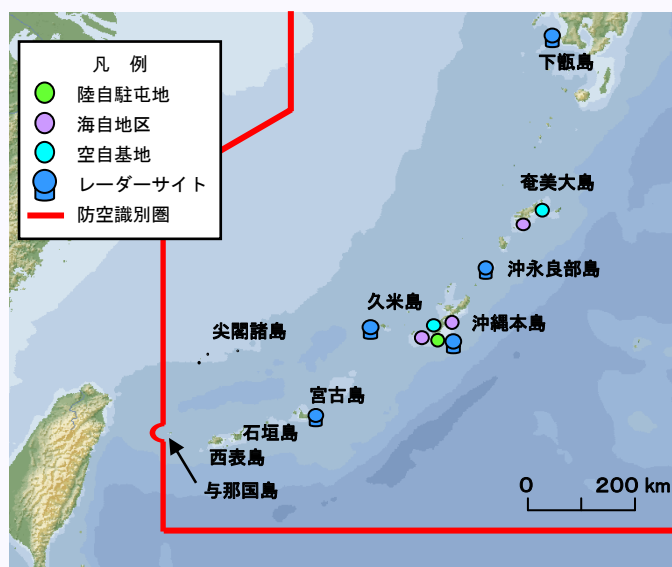 凡 例
陸自駐屯地
海自地区
空自基地
レーダーサイト
防空識別圏
下甑島
奄美大島
沖永良部島
久米島
沖縄本島
尖閣諸島
宮古島
石垣島
西表島
与那国島
0 200 km